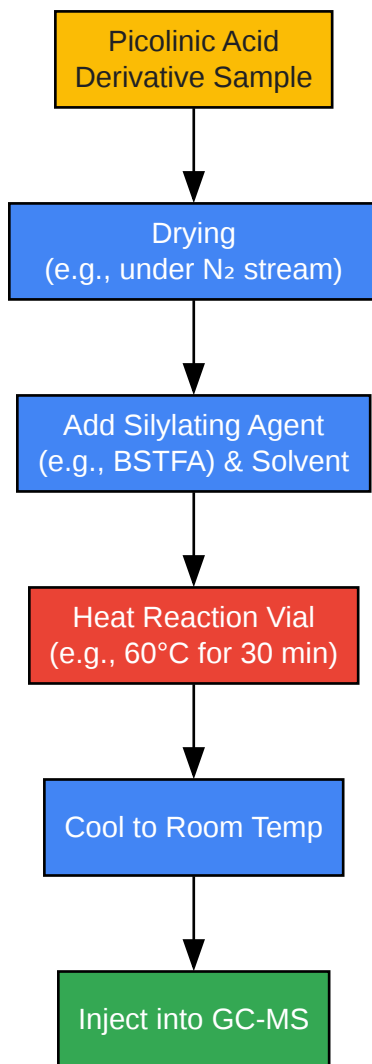 Picolinic Acid
Derivative Sample
Drying
(e.g., under N₂ stream)
Add Silylating Agent
(e.g., BSTFA) & Solvent
Heat Reaction Vial
(e.g., 60°C for 30 min)
Cool to Room Temp
Inject into GC-MS